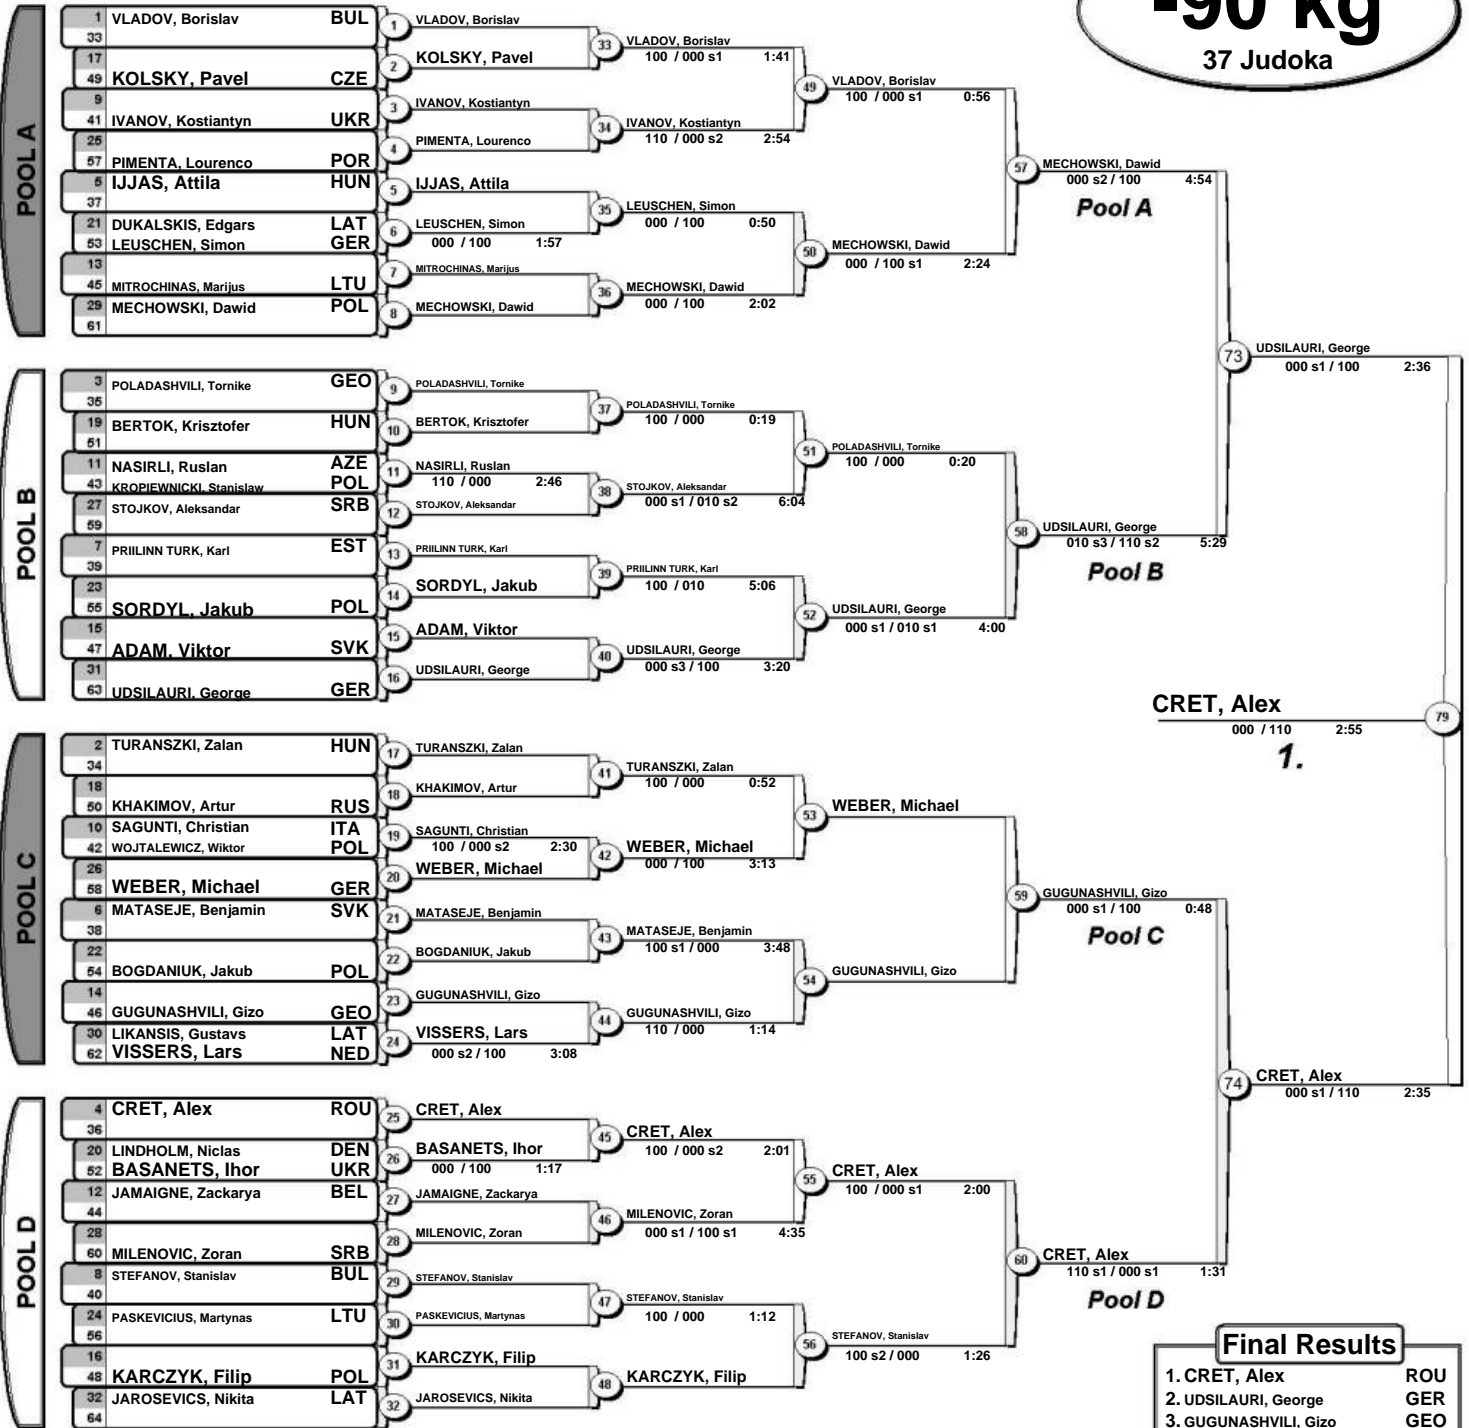 -90 kg
37 Judoka
POOL A
1 VLADOV, Borislav BUL
33
17
49 KOLSKY, Pavel CZE
9
41 IVANOV, Kostiantyn UKR
25
57 PIMENTA, Lourenco POR
5 IJJAS, Attila HUN
37
21 DUKALSKIS, Edgars LAT
53 LEUSCHEN, Simon GER
13
45 MITROCHINAS, Marijus LTU
29 MECHOWSKI, Dawid POL
61
1 VLADOV, Borislav
2 KOLSKY, Pavel
3 IVANOV, Kostiantyn
4 PIMENTA, Lourenco
5 IJJAS, Attila
6 LEUSCHEN, Simon
000 / 100 1:57
7 MITROCHINAS, Marijus
8 MECHOWSKI, Dawid
33 VLADOV, Borislav
100 / 000 s1 1:41
34 IVANOV, Kostiantyn
110 / 000 s2 2:54
35 LEUSCHEN, Simon
000 / 100 0:50
36 MECHOWSKI, Dawid
000 / 100 2:02
49 VLADOV, Borislav
100 / 000 s1 0:56
50 MECHOWSKI, Dawid
000 / 100 s1 2:24
57 MECHOWSKI, Dawid
000 s2 / 100 4:54
Pool A
POOL B
3 POLADASHVILI, Tornike GEO
35
19 BERTOK, Krisztofer HUN
51
11 NASIRLI, Ruslan AZE
43 KROPIEWNICKI, Stanislaw POL
27 STOJKOV, Aleksandar SRB
59
7 PRIILINN TURK, Karl EST
39
23
55 SORDYL, Jakub POL
15
47 ADAM, Viktor SVK
31
63 UDSILAURI, George GER
9 POLADASHVILI, Tornike
10 BERTOK, Krisztofer
11 NASIRLI, Ruslan
110 / 000 2:46
12 STOJKOV, Aleksandar
13 PRIILINN TURK, Karl
14 SORDYL, Jakub
15 ADAM, Viktor
16 UDSILAURI, George
37 POLADASHVILI, Tornike
100 / 000 0:19
38 STOJKOV, Aleksandar
000 s1 / 010 s2 6:04
39 PRIILINN TURK, Karl
100 / 010 5:06
40 UDSILAURI, George
000 s3 / 100 3:20
51 POLADASHVILI, Tornike
100 / 000 0:20
52 UDSILAURI, George
000 s1 / 010 s1 4:00
58 UDSILAURI, George
010 s3 / 110 s2 5:29
Pool B
73 UDSILAURI, George
000 s1 / 100 2:36
CRET, Alex 79
000 / 110 2:55
1.
POOL C
2 TURANSZKI, Zalan HUN
34
18
50 KHAKIMOV, Artur RUS
10 SAGUNTI, Christian ITA
42 WOJTALEWICZ, Wiktor POL
26
58 WEBER, Michael GER
6 MATASEJE, Benjamin SVK
38
22
54 BOGDANIUK, Jakub POL
14
46 GUGUNASHVILI, Gizo GEO
30 LIKANSIS, Gustavs LAT
62 VISSERS, Lars NED
17 TURANSZKI, Zalan
18 KHAKIMOV, Artur
19 SAGUNTI, Christian
100 / 000 s2 2:30
20 WEBER, Michael
21 MATASEJE, Benjamin
22 BOGDANIUK, Jakub
23 GUGUNASHVILI, Gizo
24 VISSERS, Lars
000 s2 / 100 3:08
41 TURANSZKI, Zalan
100 / 000 0:52
42 WEBER, Michael
000 / 100 3:13
43 MATASEJE, Benjamin
100 s1 / 000 3:48
44 GUGUNASHVILI, Gizo
110 / 000 1:14
53 WEBER, Michael
54 GUGUNASHVILI, Gizo
59 GUGUNASHVILI, Gizo
000 s1 / 100 0:48
Pool C
POOL D
4 CRET, Alex ROU
36
20 LINDHOLM, Niclas DEN
52 BASANETS, Ihor UKR
12 JAMAIGNE, Zackarya BEL
44
28
60 MILENOVIC, Zoran SRB
8 STEFANOV, Stanislav BUL
40
24 PASKEVICIUS, Martynas LTU
56
16
48 KARCZYK, Filip POL
32 JAROSEVICS, Nikita LAT
64
25 CRET, Alex
26 BASANETS, Ihor
000 / 100 1:17
27 JAMAIGNE, Zackarya
28 MILENOVIC, Zoran
29 STEFANOV, Stanislav
30 PASKEVICIUS, Martynas
31 KARCZYK, Filip
32 JAROSEVICS, Nikita
45 CRET, Alex
100 / 000 s2 2:01
46 MILENOVIC, Zoran
000 s1 / 100 s1 4:35
47 STEFANOV, Stanislav
100 / 000 1:12
48 KARCZYK, Filip
55 CRET, Alex
100 / 000 s1 2:00
56 STEFANOV, Stanislav
100 s2 / 000 1:26
60 CRET, Alex
110 s1 / 000 s1 1:31
Pool D
74 CRET, Alex
000 s1 / 110 2:35
Final Results
1. CRET, Alex ROU
2. UDSILAURI, George GER
3. GUGUNASHVILI, Gizo GEO